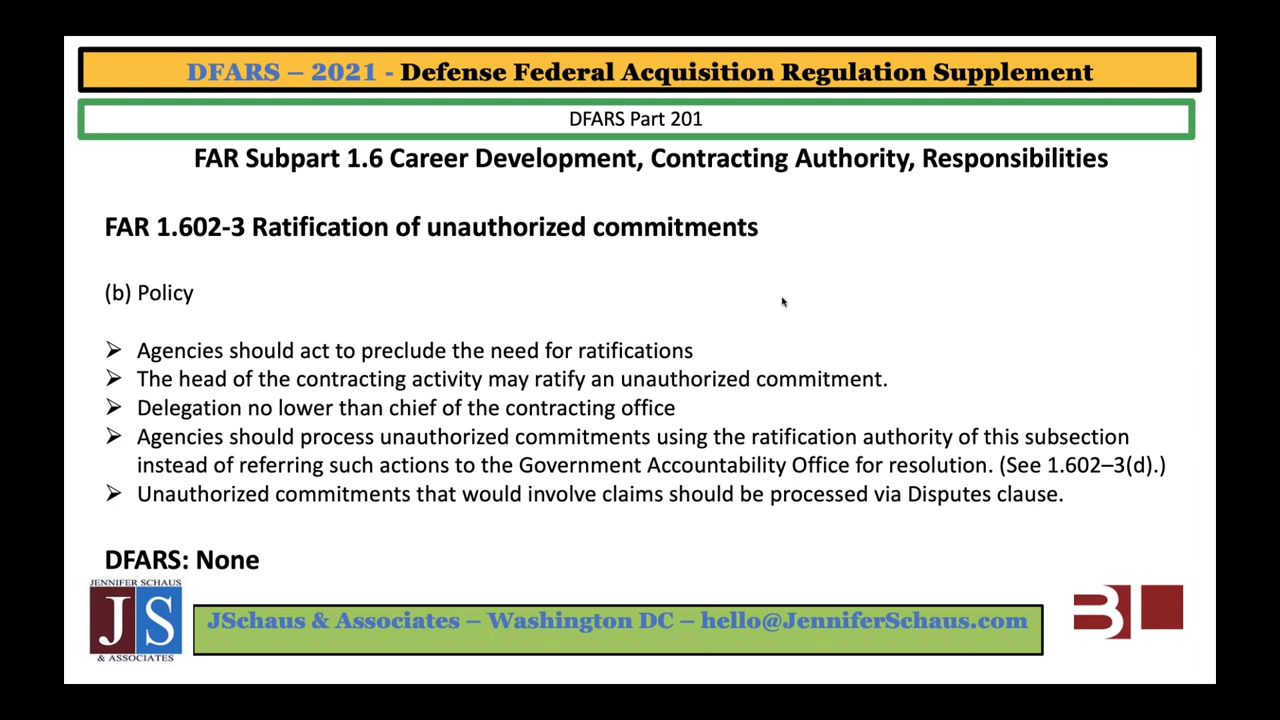 DFARS – 2021 - Defense Federal Acquisition Regulation Supplement
DFARS Part 201
FAR Subpart 1.6 Career Development, Contracting Authority, Responsibilities
FAR 1.602-3 Ratification of unauthorized commitments
(b) Policy
➢ Agencies should act to preclude the need for ratifications
➢ The head of the contracting activity may ratify an unauthorized commitment.
➢ Delegation no lower than chief of the contracting office
➢ Agencies should process unauthorized commitments using the ratification authority of this subsection
instead of referring such actions to the Government Accountability Office for resolution. (See 1.602–3(d).)
➢ Unauthorized commitments that would involve claims should be processed via Disputes clause.
DFARS: None
JENNIFER SCHAUS
JS
& ASSOCIATES
JSchaus & Associates – Washington DC – hello@JenniferSchaus.com
B